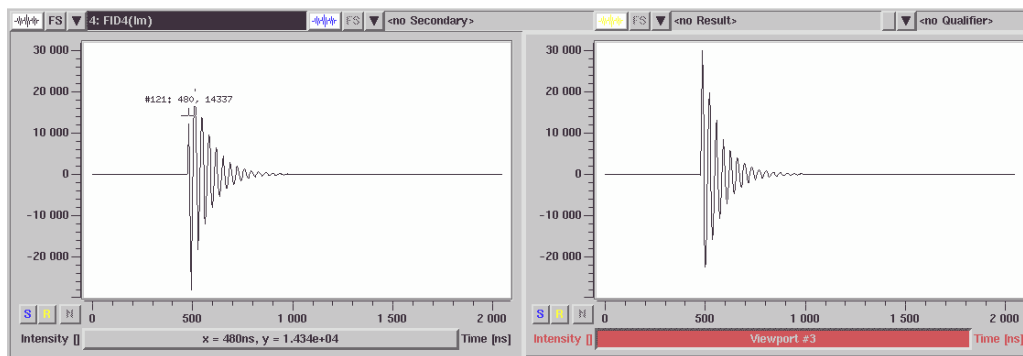 FS ▼ 4: FID4(Im) FS ▼ <no Secondary> FS ▼ <no Result> ▼ <no Qualifier>
30 000
20 000
10 000
0
-10 000
-20 000
#121: 480, 14337
S R N 0 500 1 000 1 500 2 000
Intensity [] x = 480ns, y = 1.434e+04 Time [ns]
30 000
20 000
10 000
0
-10 000
-20 000
S R N 0 500 1 000 1 500 2 000
Intensity [] Viewport #3 Time [ns]